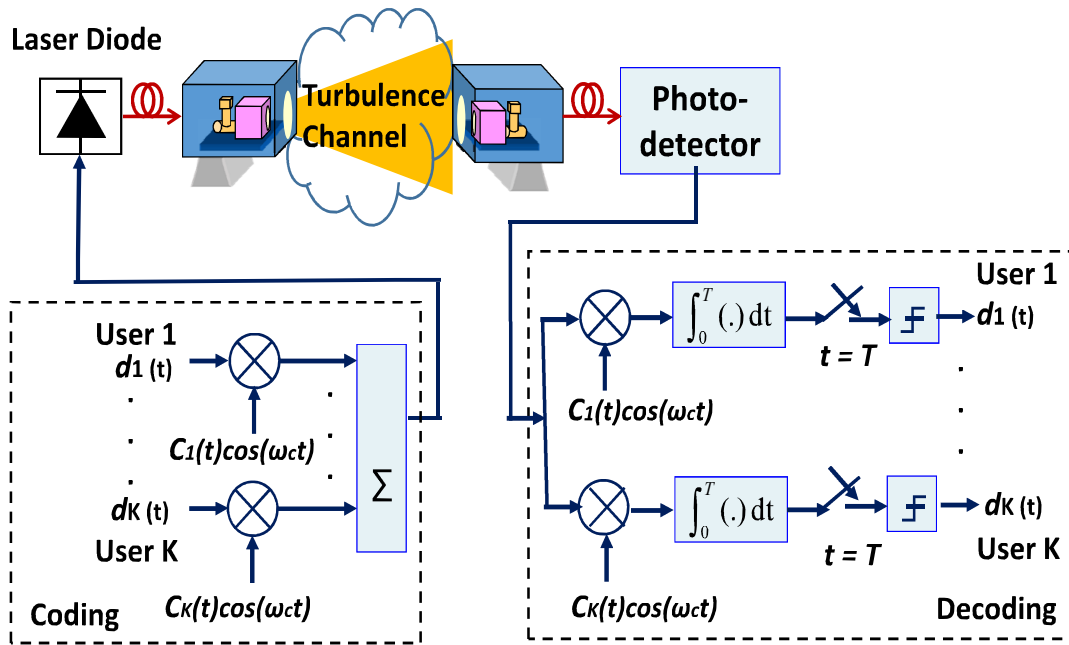 Laser Diode
Turbulence
Channel
Photo-
detector
User 1
d1 (t)
C1(t)cos(ωct)
dK (t)
User K
CK(t)cos(ωct)
Σ
Coding
∫₀ᵀ (.) dt
t = T
User 1
d1 (t)
C1(t)cos(ωct)
∫₀ᵀ (.) dt
t = T
dK (t)
User K
CK(t)cos(ωct)
Decoding